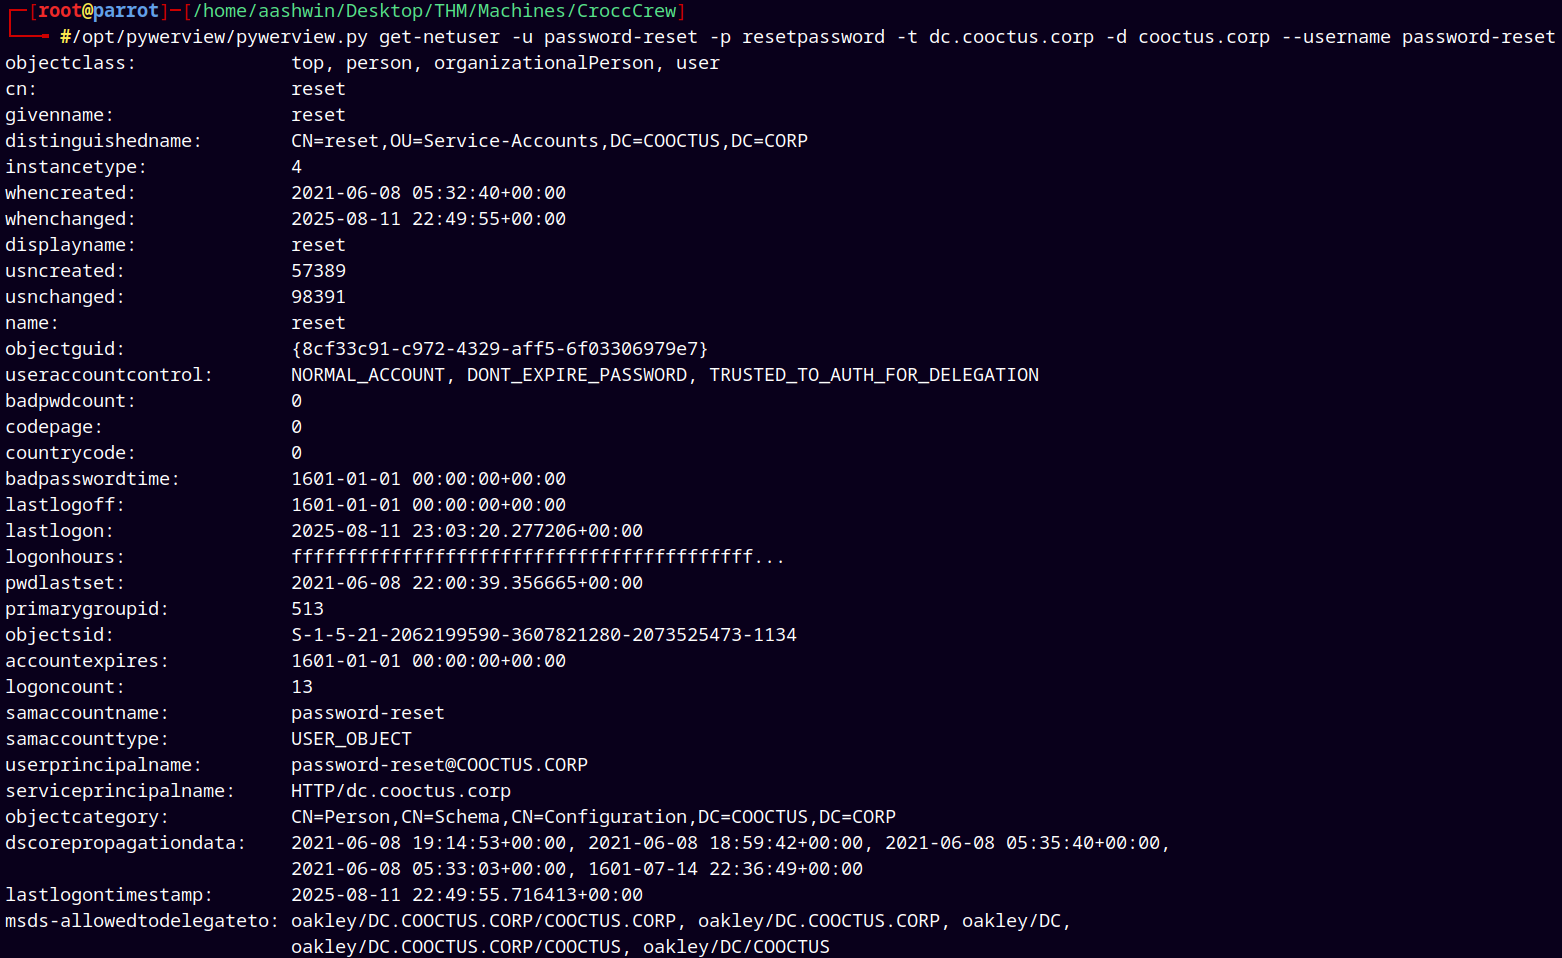 ┌─[root@parrot]─[/home/aashwin/Desktop/THM/Machines/CroccCrew]
└──╼ #/opt/pywerview/pywerview.py get-netuser -u password-reset -p resetpassword -t dc.cooctus.corp -d cooctus.corp --username password-reset
objectclass: top, person, organizationalPerson, user
cn: reset
givenname: reset
distinguishedname: CN=reset,OU=Service-Accounts,DC=COOCTUS,DC=CORP
instancetype: 4
whencreated: 2021-06-08 05:32:40+00:00
whenchanged: 2025-08-11 22:49:55+00:00
displayname: reset
usncreated: 57389
usnchanged: 98391
name: reset
objectguid: {8cf33c91-c972-4329-aff5-6f03306979e7}
useraccountcontrol: NORMAL_ACCOUNT, DONT_EXPIRE_PASSWORD, TRUSTED_TO_AUTH_FOR_DELEGATION
badpwdcount: 0
codepage: 0
countrycode: 0
badpasswordtime: 1601-01-01 00:00:00+00:00
lastlogoff: 1601-01-01 00:00:00+00:00
lastlogon: 2025-08-11 23:03:20.277206+00:00
logonhours: ffffffffffffffffffffffffffffffffffffffffff...
pwdlastset: 2021-06-08 22:00:39.356665+00:00
primarygroupid: 513
objectsid: S-1-5-21-2062199590-3607821280-2073525473-1134
accountexpires: 1601-01-01 00:00:00+00:00
logoncount: 13
samaccountname: password-reset
samaccounttype: USER_OBJECT
userprincipalname: password-reset@COOCTUS.CORP
serviceprincipalname: HTTP/dc.cooctus.corp
objectcategory: CN=Person,CN=Schema,CN=Configuration,DC=COOCTUS,DC=CORP
dscorepropagationdata: 2021-06-08 19:14:53+00:00, 2021-06-08 18:59:42+00:00, 2021-06-08 05:35:40+00:00,
2021-06-08 05:33:03+00:00, 1601-07-14 22:36:49+00:00
lastlogontimestamp: 2025-08-11 22:49:55.716413+00:00
msds-allowedtodelegateto: oakley/DC.COOCTUS.CORP/COOCTUS.CORP, oakley/DC.COOCTUS.CORP, oakley/DC,
oakley/DC.COOCTUS.CORP/COOCTUS, oakley/DC/COOCTUS